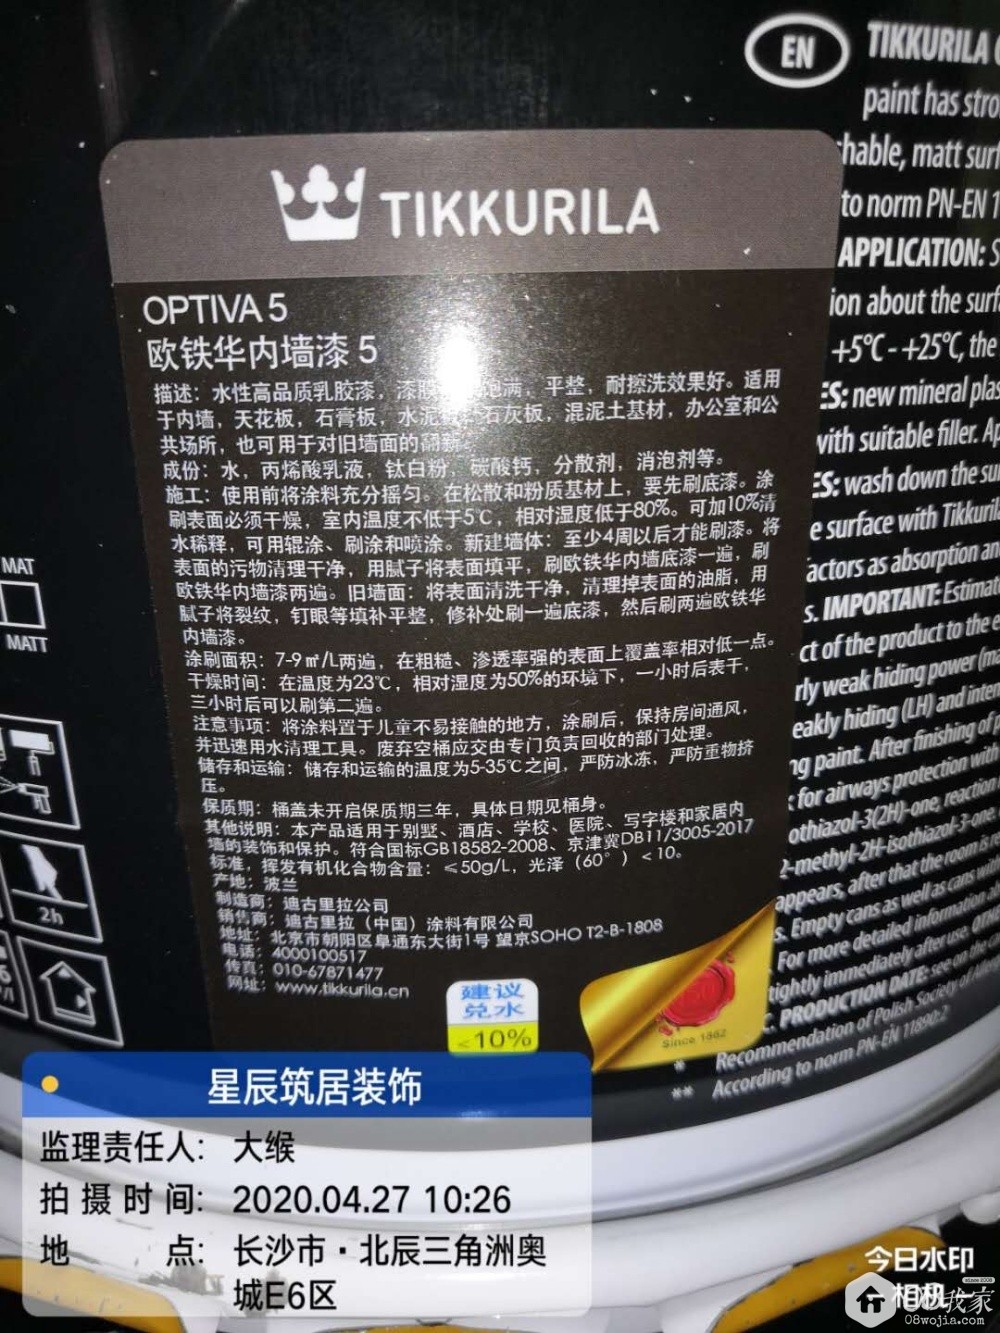 TIKKURILA
OPTIVA 5
欧铁华内墙漆 5
描述：水性高品质乳胶漆，漆膜 饱满，平整，耐擦洗效果好。适用
于内墙，天花板，石膏板，水泥 石灰板，混泥土基材，办公室和公
共场所，也可用于对旧墙面的翻新。
成份：水，丙烯酸乳液，钛白粉，碳酸钙，分散剂，消泡剂等。
施工：使用前将涂料充分摇匀。在松散和粉质基材上，要先刷底漆。涂
刷表面必须干燥，室内温度不低于5℃，相对湿度低于80%。可加10%清
水稀释，可用辊涂、刷涂和喷涂。新建墙体：至少4周以后才能刷漆。将
表面的污物清理干净，用腻子将表面填平，刷欧铁华内墙底漆一遍，刷
欧铁华内墙漆两遍。旧墙面：将表面清洗干净，清理掉表面的油脂，用
腻子将裂纹，钉眼等填补平整，修补处刷一遍底漆，然后刷两遍欧铁华
内墙漆。
涂刷面积：7-9㎡/L两遍，在粗糙、渗透率强的表面上覆盖率相对低一点。
干燥时间：在温度为23℃，相对湿度为50%的环境下，一小时后表干，
三小时后可以刷第二遍。
注意事项：将涂料置于儿童不易接触的地方，涂刷后，保持房间通风，
并迅速用水清理工具。废弃空桶应交由专门负责回收的部门处理。
储存和运输：储存和运输的温度为5-35℃之间，严防冰冻，严防重物挤
压。
保质期：桶盖未开启保质期三年，具体日期见桶身。
其他说明：本产品适用于别墅、酒店、学校、医院、写字楼和家居内
墙的装饰和保护。符合国标GB18582-2008、京津冀DB11/3005-2017
标准，挥发有机化合物含量：≤50g/L，光泽（60°）<10。
产地：波兰
制造商：迪古里拉公司
销售商：迪古里拉（中国）涂料有限公司
地址：北京市朝阳区阜通东大街1号 望京SOHO T2-B-1808
电话：4000100517
传真：010-67871477
网址：www.tikkurila.cn
建议
兑水
<10%
Since 1862
EN
TIKKURILA
paint has stro
hable, matt surf
to norm PN-EN 1
APPLICATION: S
ion about the surf
+5°C - +25°C, the
ES: new mineral plas
with suitable filler. Ap
ES: wash down the su
e surface with Tikkuril
actors as absorption an
s. IMPORTANT: Estimat
ct of the product to the e
rly weak hiding power (ma
eakly hiding (LH) and inte
ng paint. After finishing of p
for airways protection with
othiazol-3(2H)-one, reaction
2-methyl-2H-isothiazol-3-one.
appears, after that the room is
s. Empty cans as well as cans with
For more detailed information a
tightly immediately after use.
C. PRODUCTION DATE: see on the
* Recommendation of Polish Society of
** According to norm PN-EN 11890:2
MAT
MATT
2h
星辰筑居装饰
监理责任人：大缑
拍摄时间：2020.04.27 10:26
地点：长沙市·北辰三角洲奥
城E6区
今日水印
相机
我家
08wojia.com